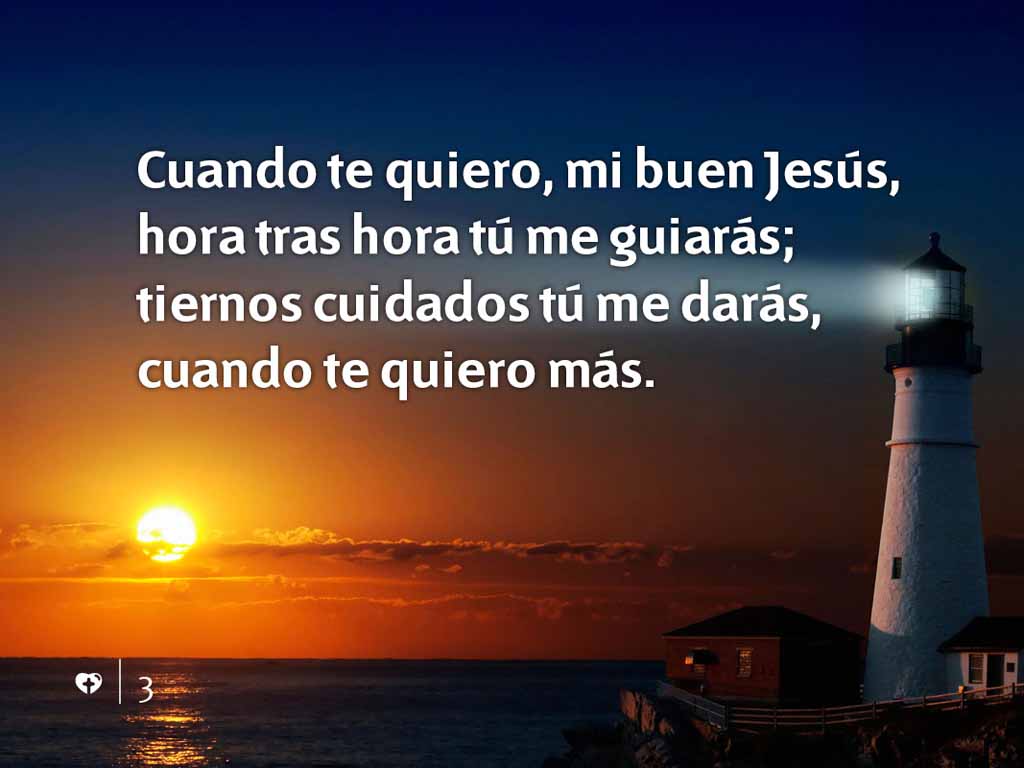 Cuando te quiero, mi buen Jesús,
hora tras hora tú me guiarás;
tiernos cuidados tú me darás,
cuando te quiero más.
3